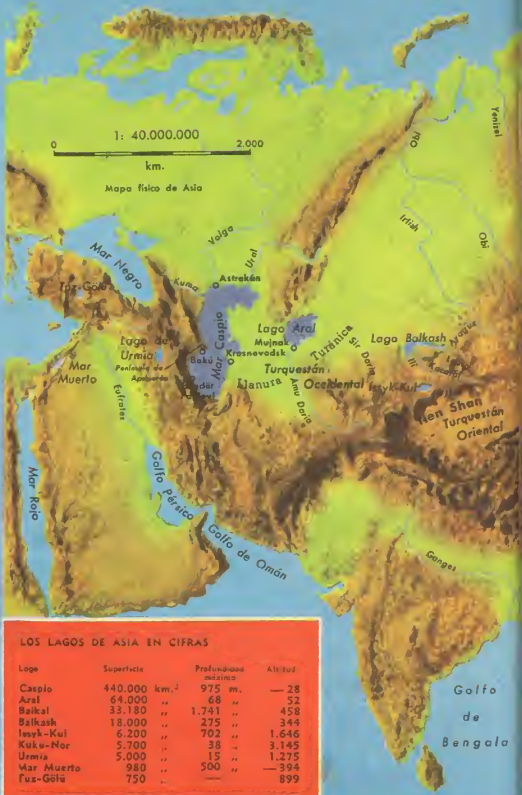 1: 40.000.000
0 2.000
km.
Mapa físico de Asia
Obi
Yenisei
Irtish
Obi
Volga
Ural
Mar Negro
Kuma
Astrakán
Tuz-Gölü
Mar Caspio
Lago Aral
Mujnak
Lago Balkash
Ayaguz
Lago de
Urmia
Península de
Bakú
Krasnovodsk
Turánica
Sir Daria
Ili
Mar
Muerto
Turquestán
Occidental
Issyk-Kul
Llanura
Amu Daria
Tien Shan
Turquestán
Oriental
Eufrates
Mar Rojo
Golfo Pérsico
Golfo de Omán
Ganges
Golfo
de
Bengala
LOS LAGOS DE ASIA EN CIFRAS
Lago Superficie Profundidad máxima Altitud
Caspio 440.000 km.² 975 m. —28
Aral 64.000 „ 68 „ 52
Baikal 33.180 „ 1.741 „ 458
Balkash 18.000 „ 275 „ 344
Issyk-Kul 6.200 „ 702 „ 1.646
Kuku-Nor 5.700 „ 38 „ 3.145
Urmia 5.000 „ 15 „ 1.275
Mar Muerto 980 „ 500 „ —394
Tuz-Gölü 750 „ — 899